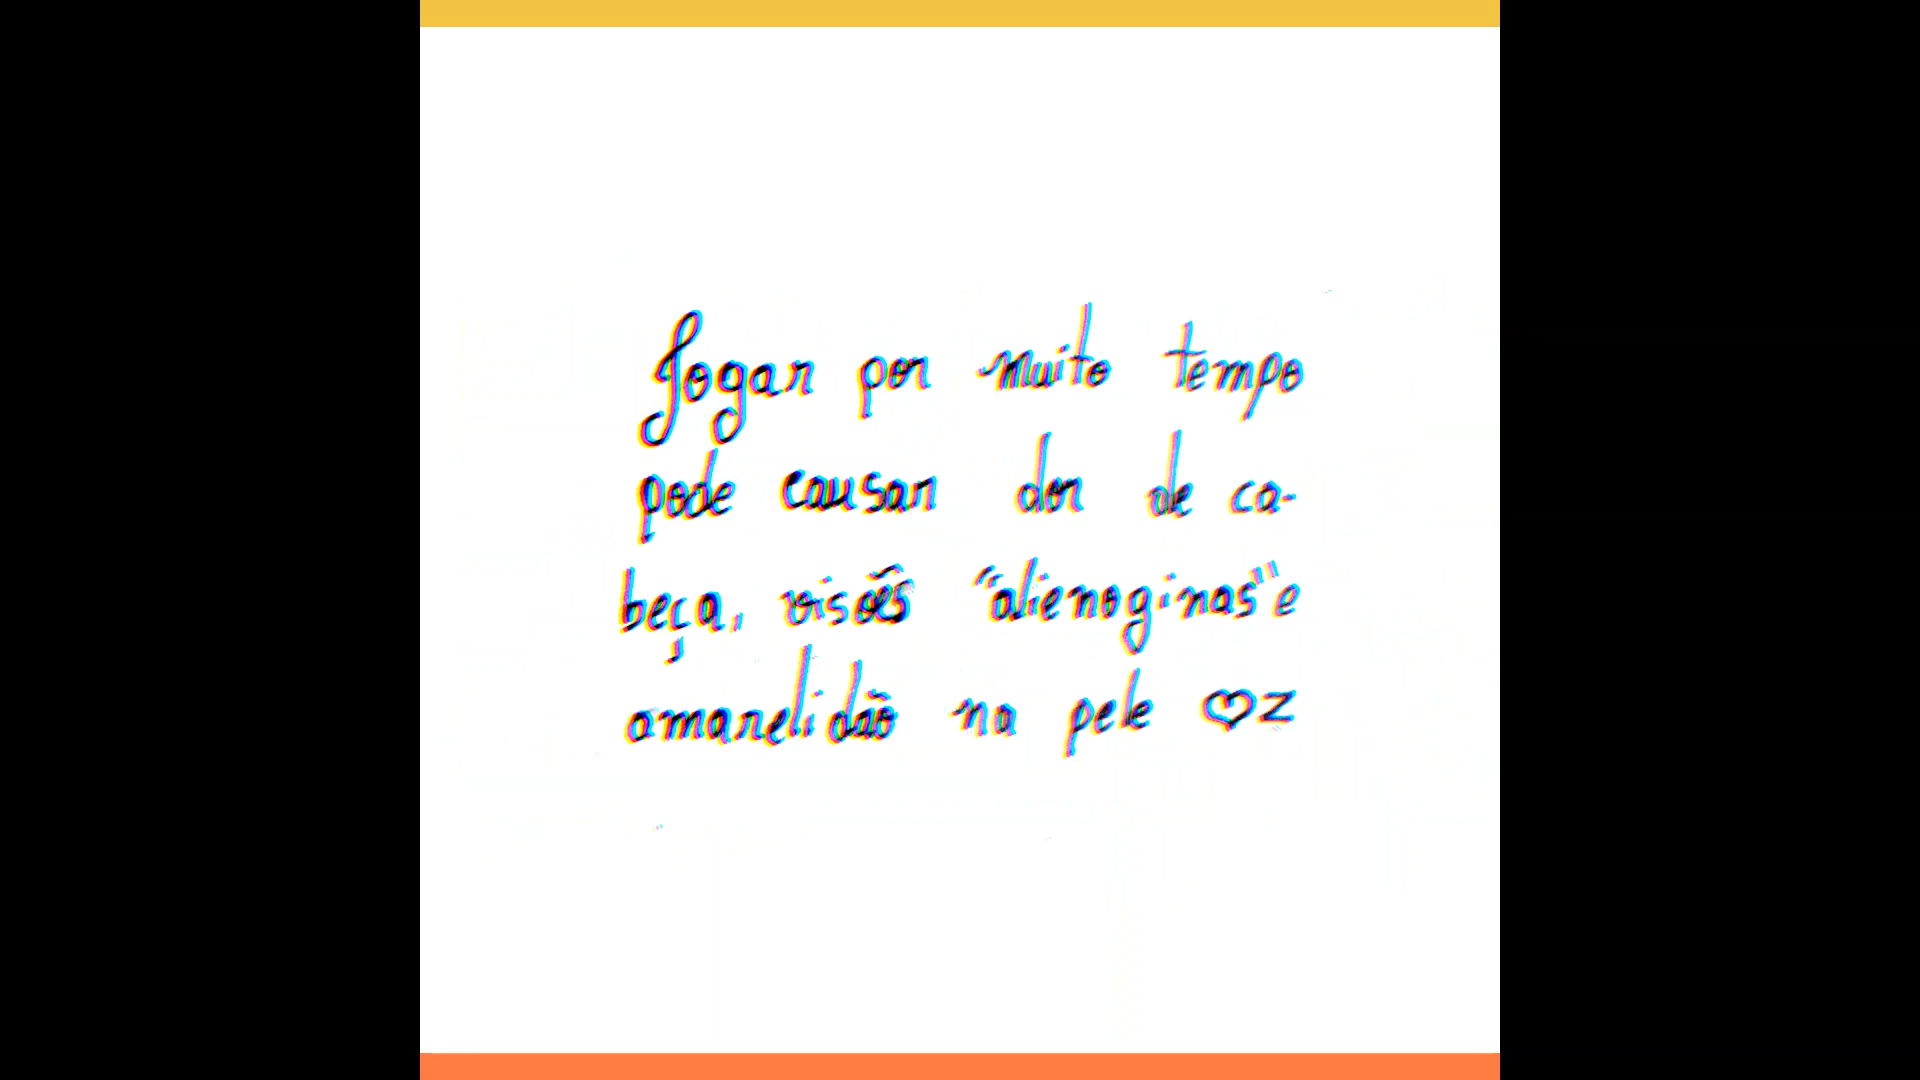 Jogar por muito tempo
pode causar dor de ca-
beça, visões "alienoginas" e
amarelidão na pele ♡z